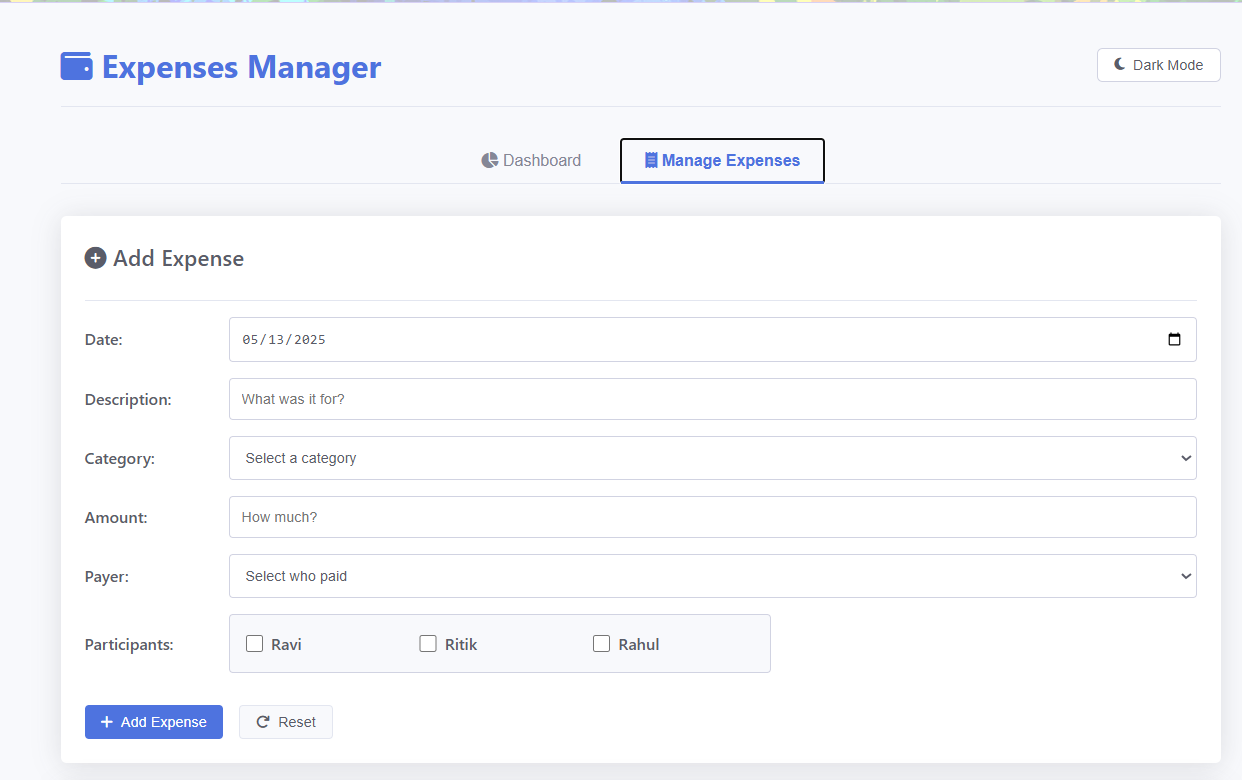 Expenses Manager
Dark Mode
Dashboard
Manage Expenses
Add Expense
Date:
05/13/2025
Description:
What was it for?
Category:
Select a category
Amount:
How much?
Payer:
Select who paid
Participants:
Ravi
Ritik
Rahul
Add Expense
Reset